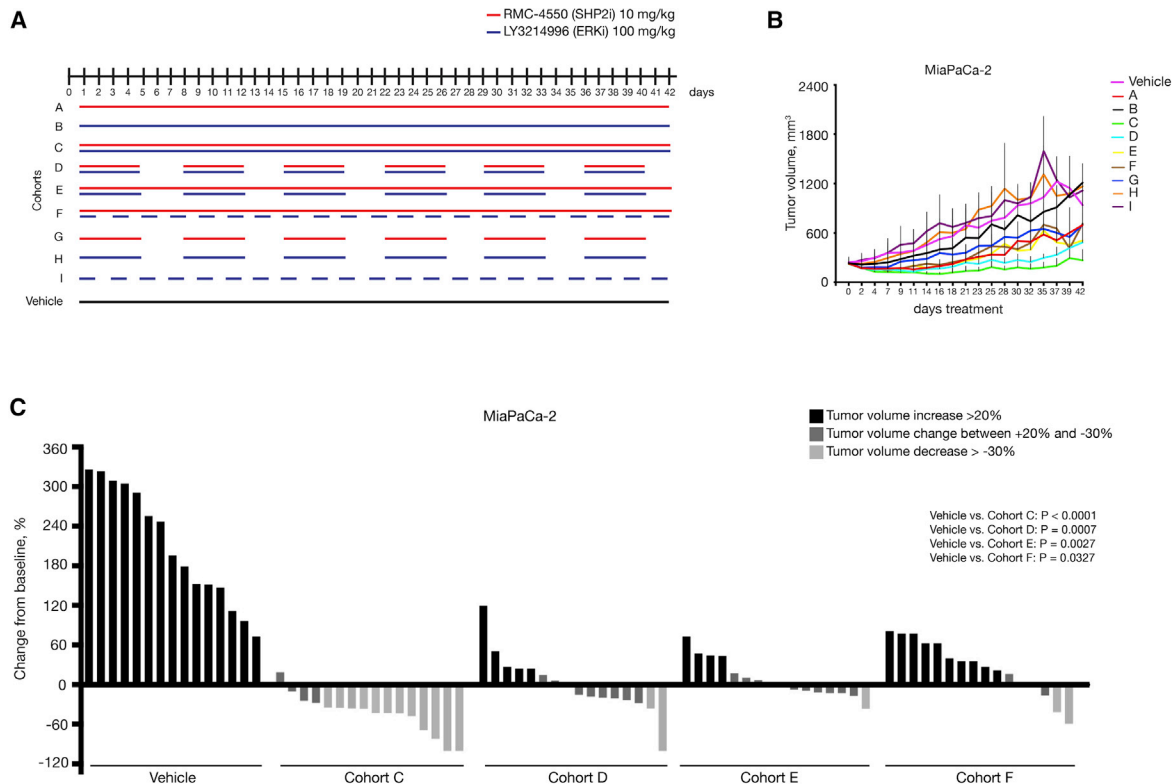 A
RMC-4550 (SHP2i) 10 mg/kg
LY3214996 (ERKi) 100 mg/kg
0 1 2 3 4 5 6 7 8 9 10 11 12 13 14 15 16 17 18 19 20 21 22 23 24 25 26 27 28 29 30 31 32 33 34 35 36 37 38 39 40 41 42 days
Cohorts
A
B
C
D
E
F
G
H
I
Vehicle
B
MiaPaCa-2
Tumor volume, mm³
2400
1800
1200
600
0
0 2 4 7 9 11 14 16 18 21 23 25 28 30 32 35 37 39 42
days treatment
Vehicle
A
B
C
D
E
F
G
H
I
C
MiaPaCa-2
Tumor volume increase >20%
Tumor volume change between +20% and -30%
Tumor volume decrease > -30%
Vehicle vs. Cohort C: P < 0.0001
Vehicle vs. Cohort D: P = 0.0007
Vehicle vs. Cohort E: P = 0.0027
Vehicle vs. Cohort F: P = 0.0327
Change from baseline, %
360
300
240
180
120
60
0
-60
-120
Vehicle Cohort C Cohort D Cohort E Cohort F